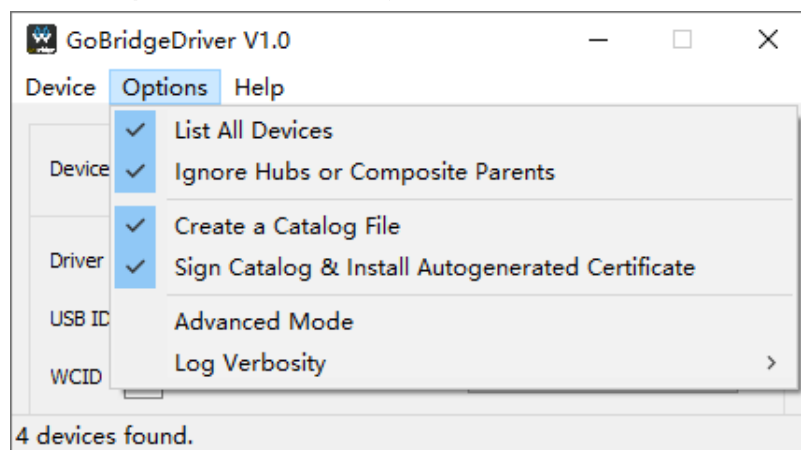 GoBridgeDriver V1.0
Device Options Help
List All Devices
Device
Ignore Hubs or Composite Parents
Create a Catalog File
Driver
Sign Catalog & Install Autogenerated Certificate
USB ID
Advanced Mode
Log Verbosity
WCID
4 devices found.